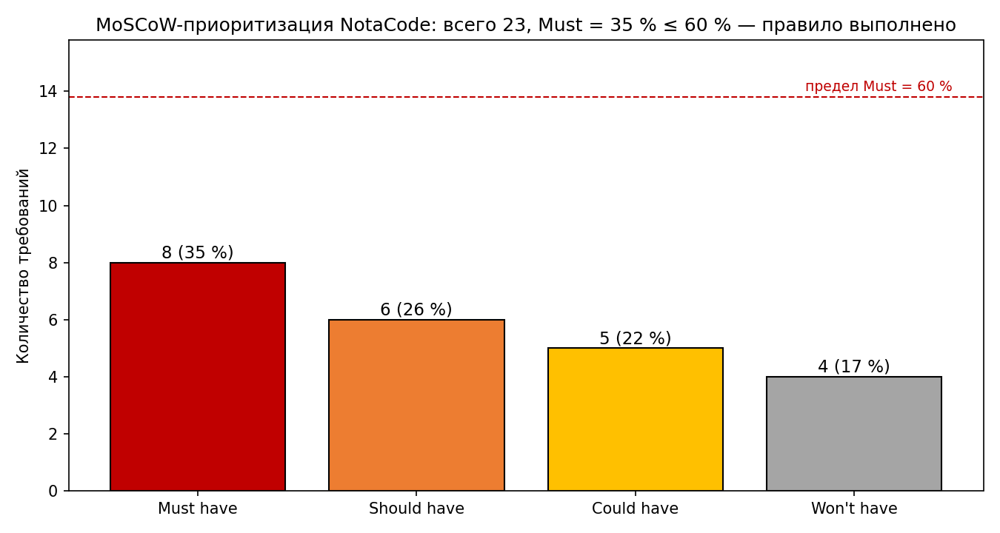 MoSCoW-приоритизация NotaCode: всего 23, Must = 35 % ≤ 60 % — правило выполнено
предел Must = 60 %
Количество требований
14
12
10
8
6
4
2
0
8 (35 %)
6 (26 %)
5 (22 %)
4 (17 %)
Must have
Should have
Could have
Won't have